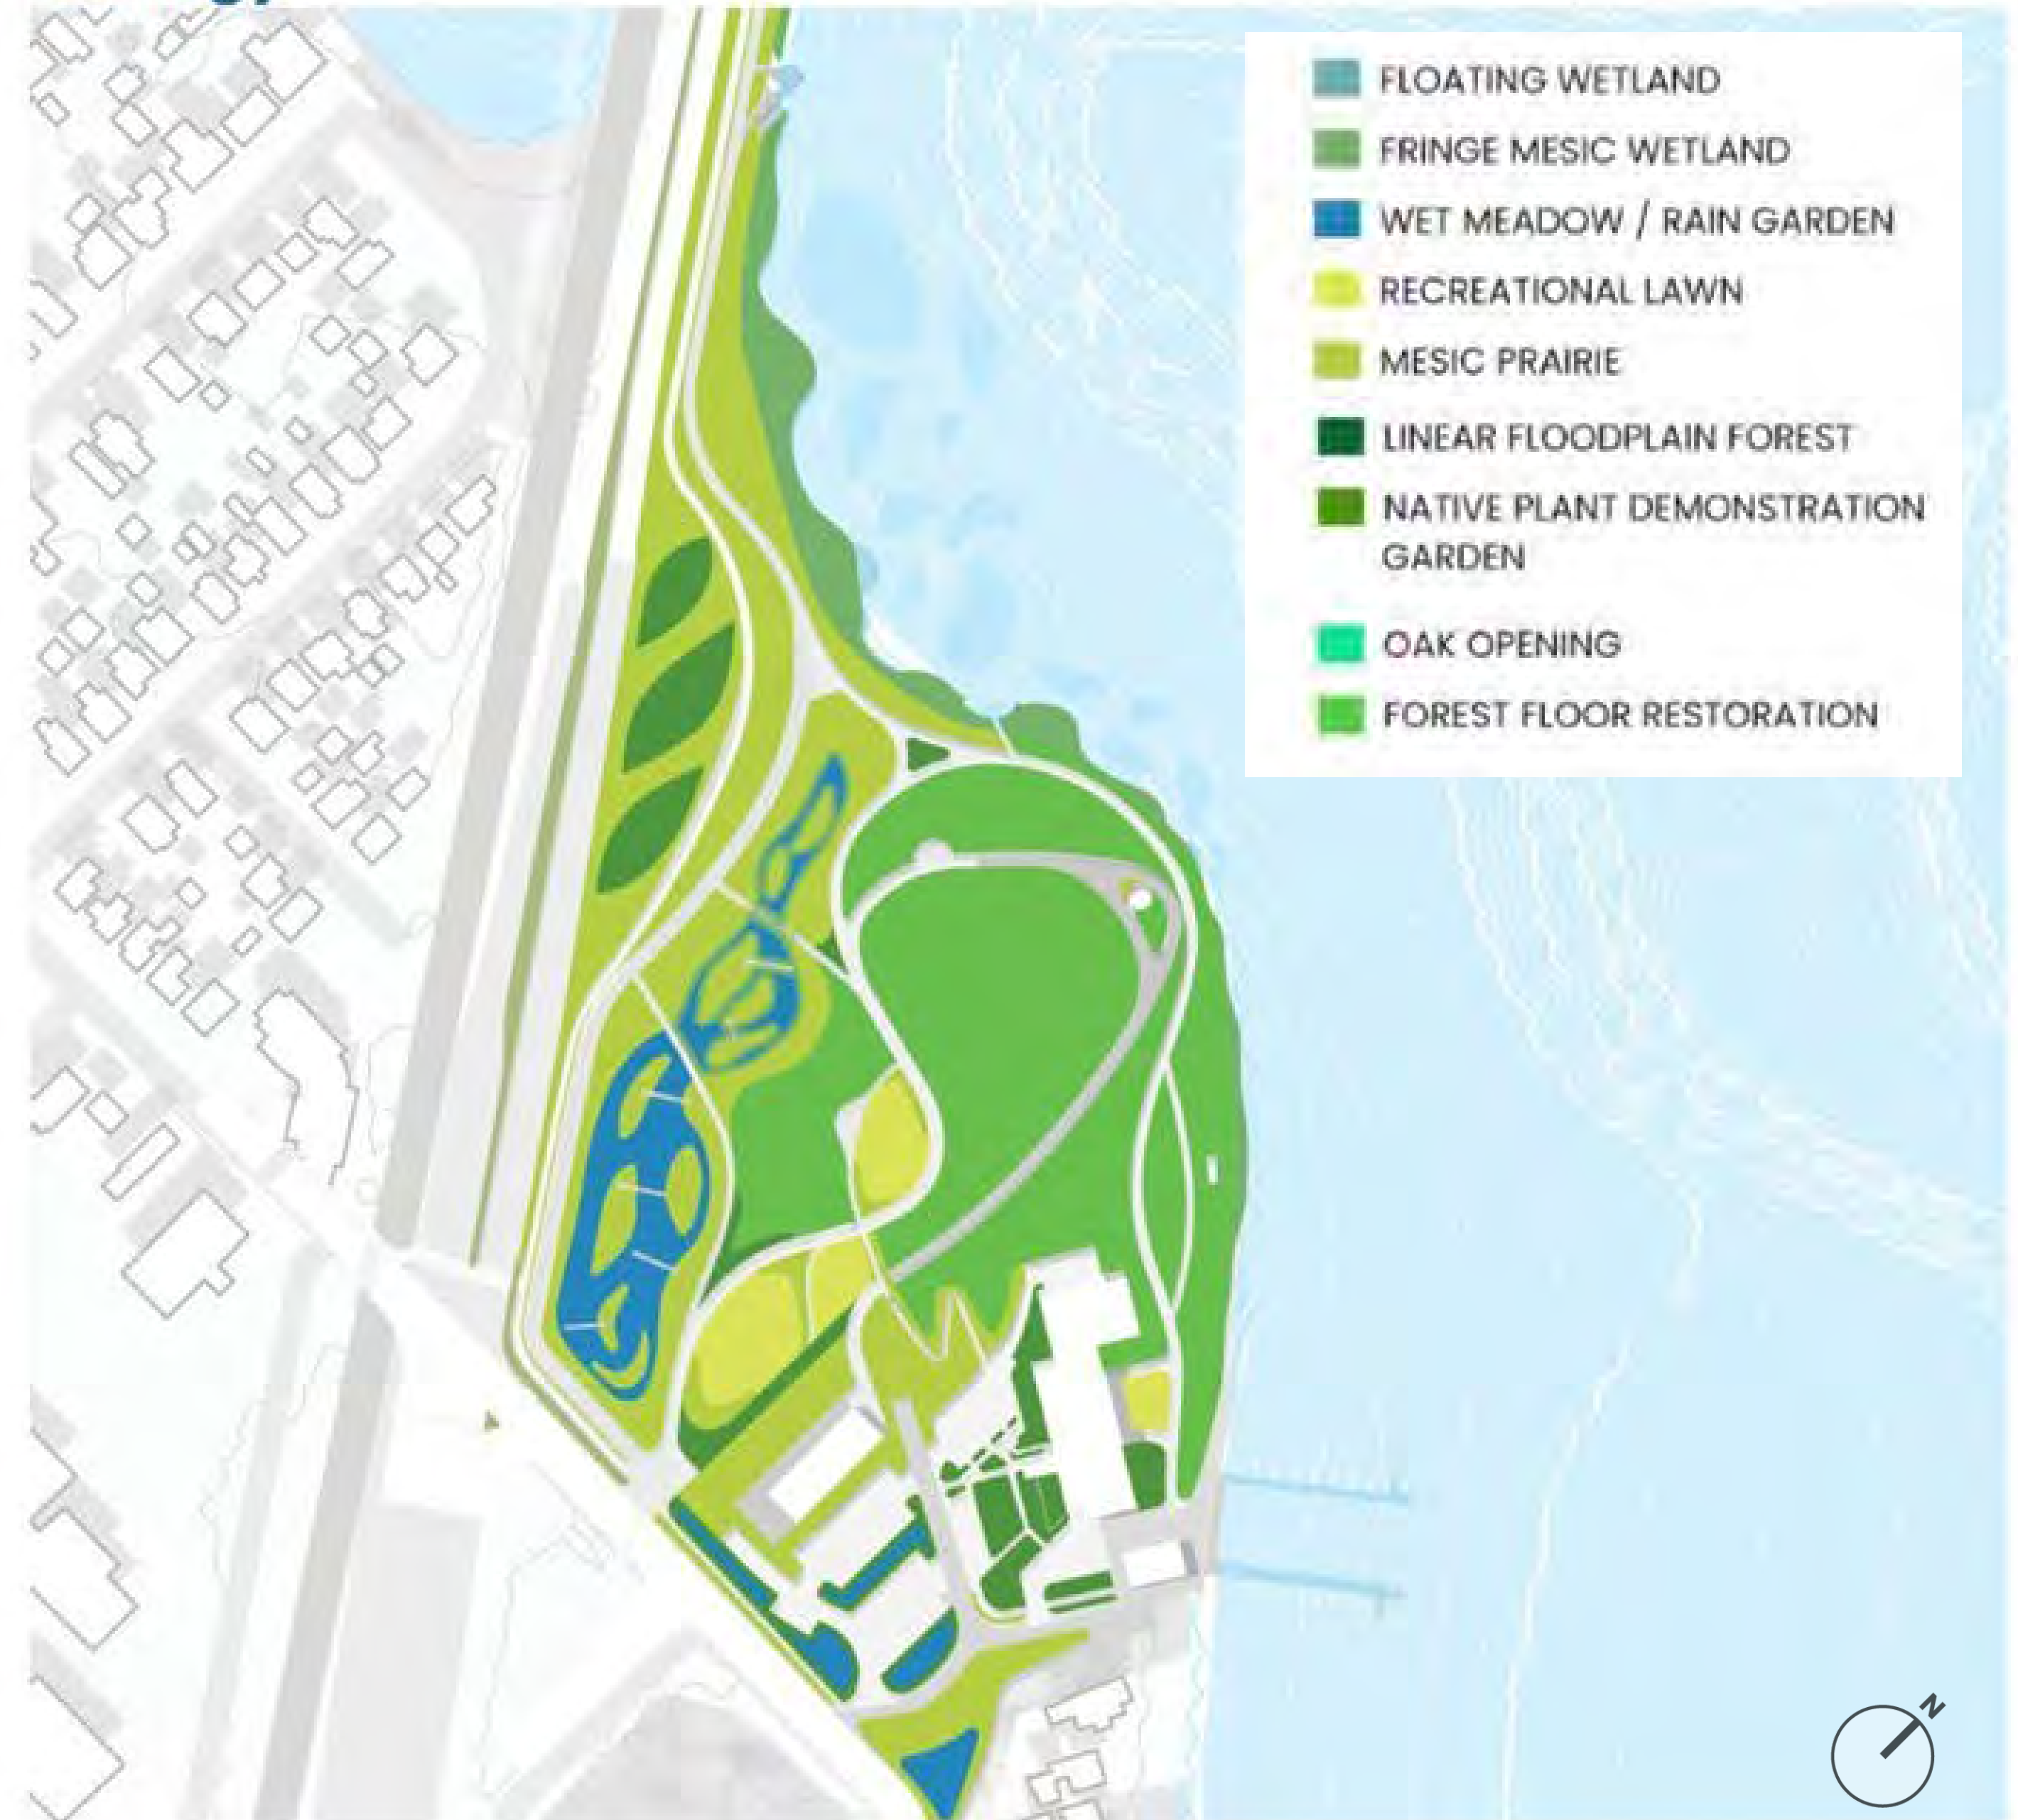 FLOATING WETLAND
FRINGE MESIC WETLAND
WET MEADOW / RAIN GARDEN
RECREATIONAL LAWN
MESIC PRAIRIE
LINEAR FLOODPLAIN FOREST
NATIVE PLANT DEMONSTRATION
GARDEN
OAK OPENING
FOREST FLOOR RESTORATION
N